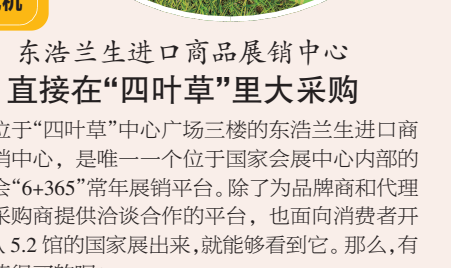 机
东浩兰生进口商品展销中心
直接在“四叶草”里大采购
位于“四叶草”中心广场三楼的东浩兰生进口商
销中心，是唯一一个位于国家会展中心内部的
会“6+365”常年展销平台。除了为品牌商和代理
采购商提供洽谈合作的平台，也面向消费者开
从 5.2 馆的国家展出来,就能够看到它。那么,有